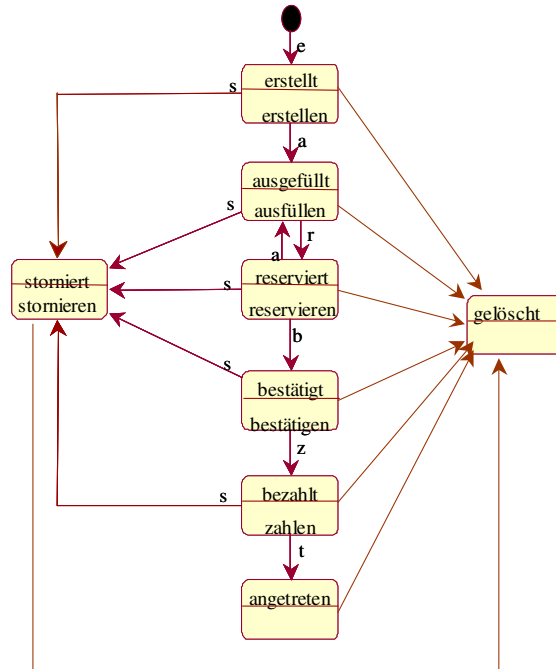 e
erstellt
s
erstellen
a
ausgefüllt
s
ausfüllen
r
a
reserviert
storniert
s
stornieren
reservieren
gelöscht
b
s
bestätigt
bestätigen
z
bezahlt
s
zahlen
t
angetreten